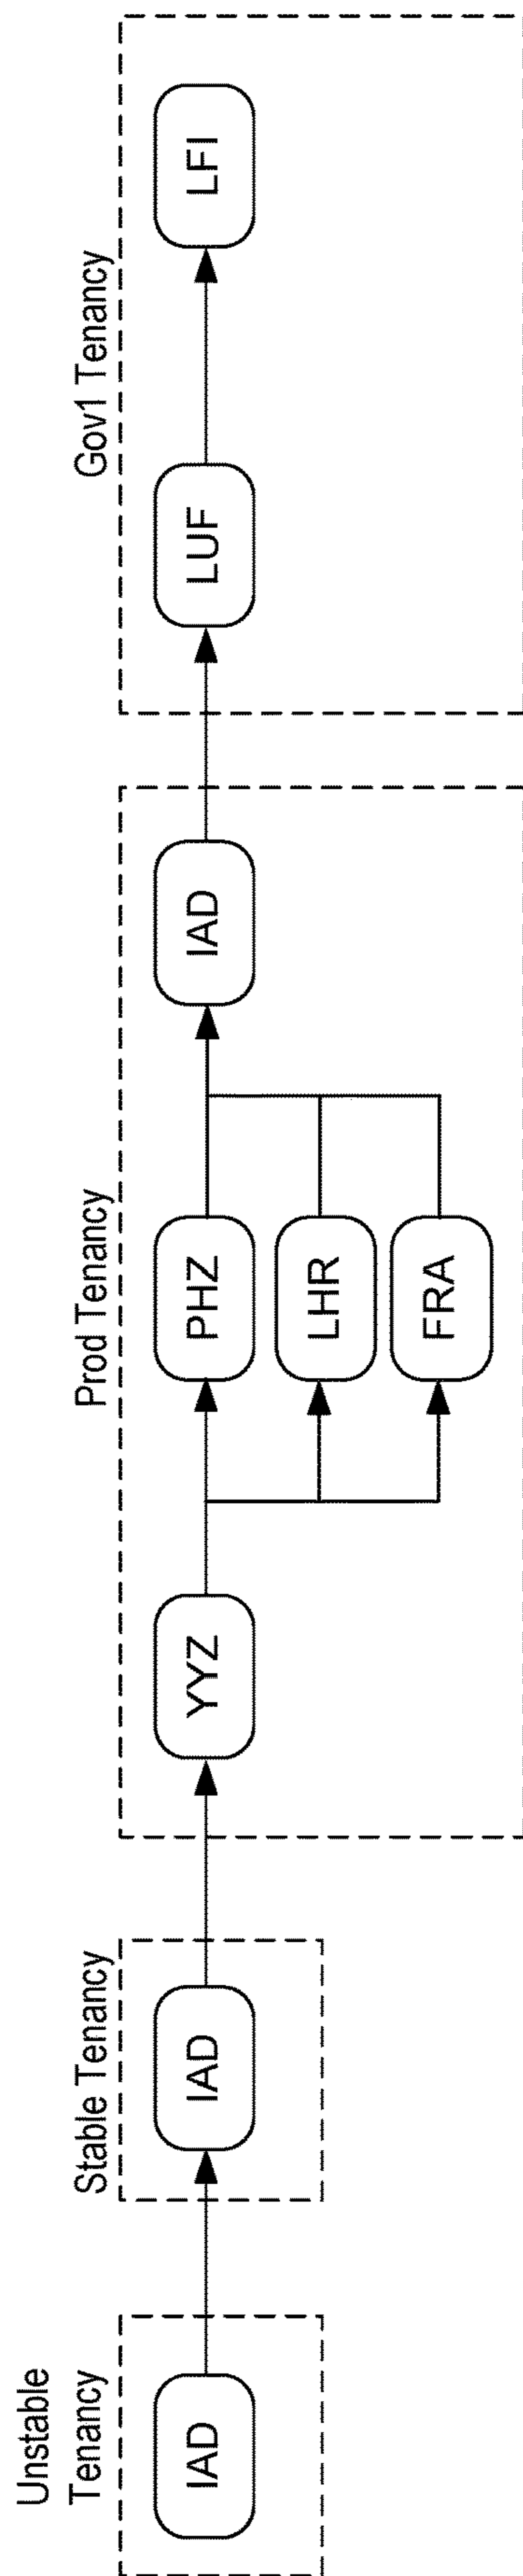 Unstable
Tenancy
IAD
Stable Tenancy
IAD
Prod Tenancy
YYZ
PHZ
LHR
FRA
IAD
Gov1 Tenancy
LUF
LFI